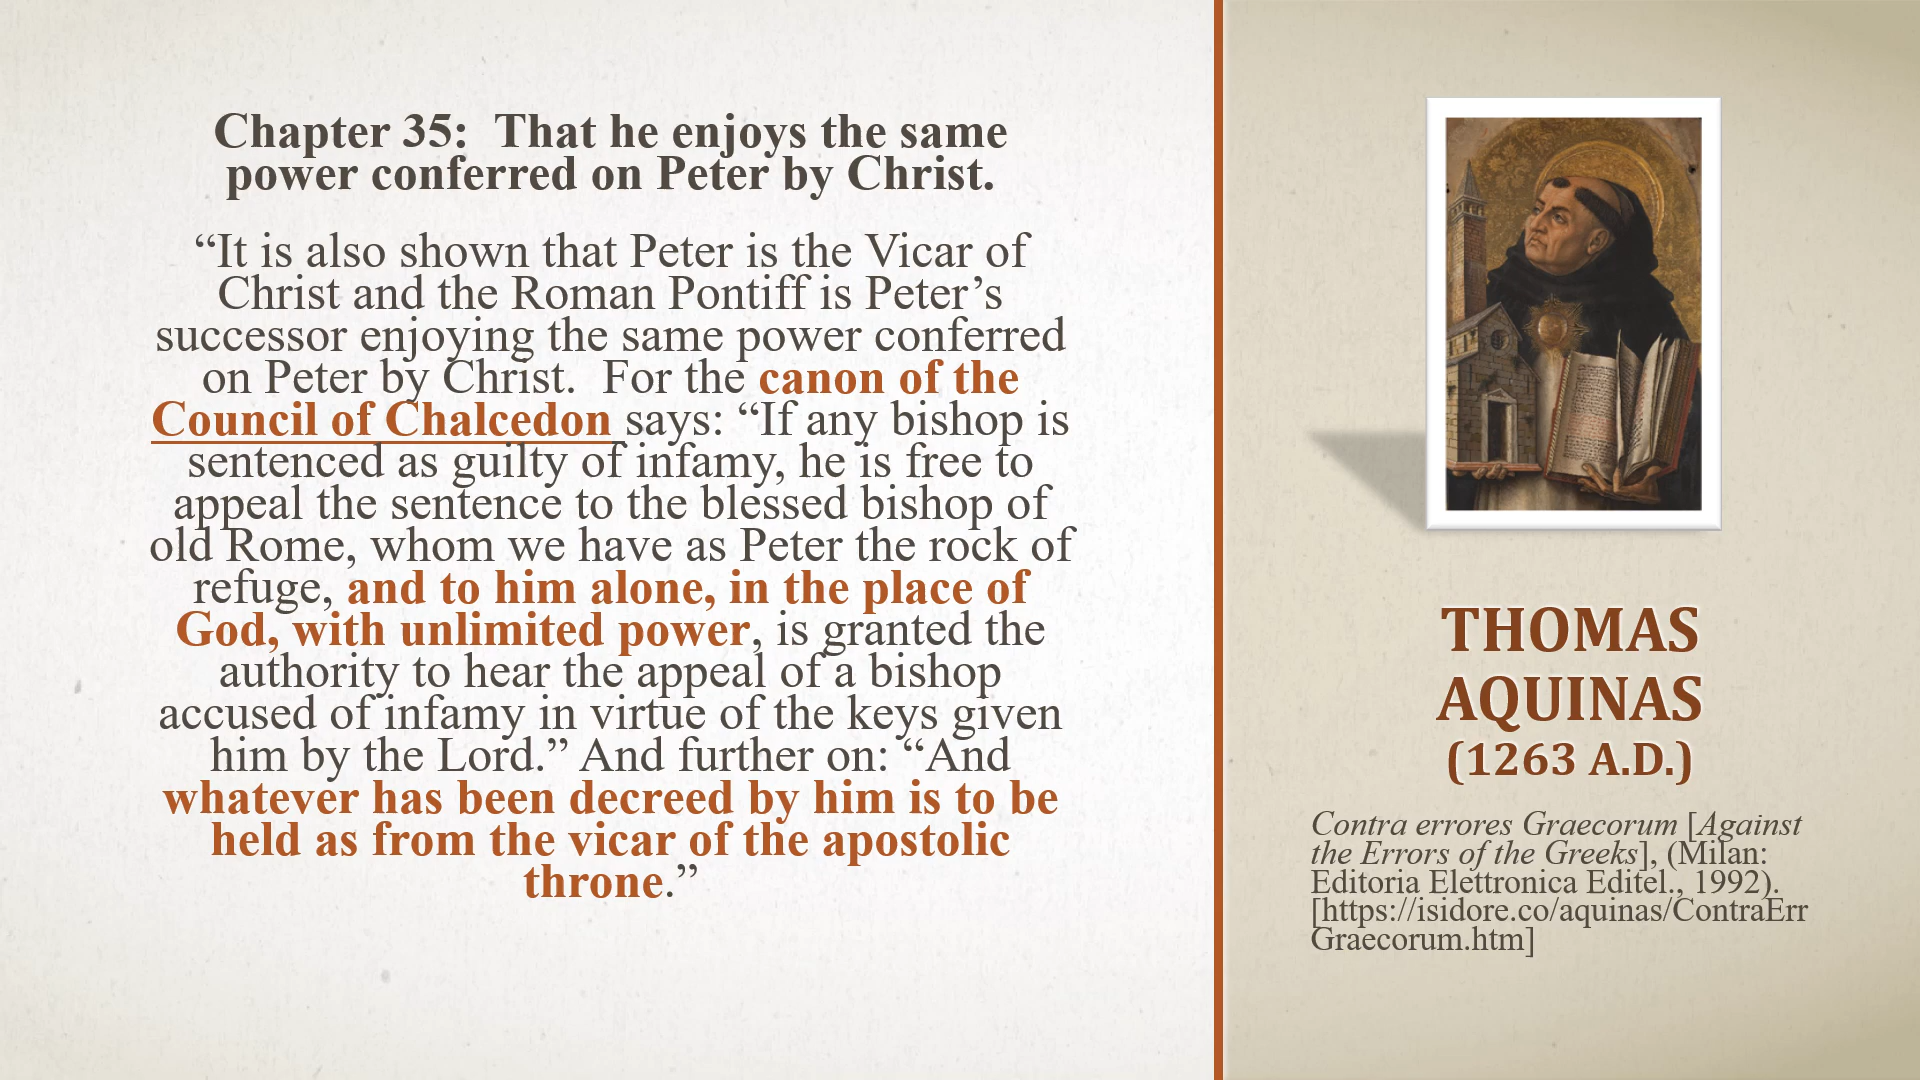 Chapter 35:  That he enjoys the same
power conferred on Peter by Christ.
“It is also shown that Peter is the Vicar of
Christ and the Roman Pontiff is Peter’s
successor enjoying the same power conferred
on Peter by Christ.  For the canon of the
Council of Chalcedon says: “If any bishop is
sentenced as guilty of infamy, he is free to
appeal the sentence to the blessed bishop of
old Rome, whom we have as Peter the rock of
refuge, and to him alone, in the place of
God, with unlimited power, is granted the
authority to hear the appeal of a bishop
accused of infamy in virtue of the keys given
him by the Lord.” And further on: “And
whatever has been decreed by him is to be
held as from the vicar of the apostolic
throne.”
THOMAS
AQUINAS
(1263 A.D.)
Contra errores Graecorum [Against
the Errors of the Greeks], (Milan:
Editoria Elettronica Editel., 1992).
[https://isidore.co/aquinas/ContraErr
Graecorum.htm]